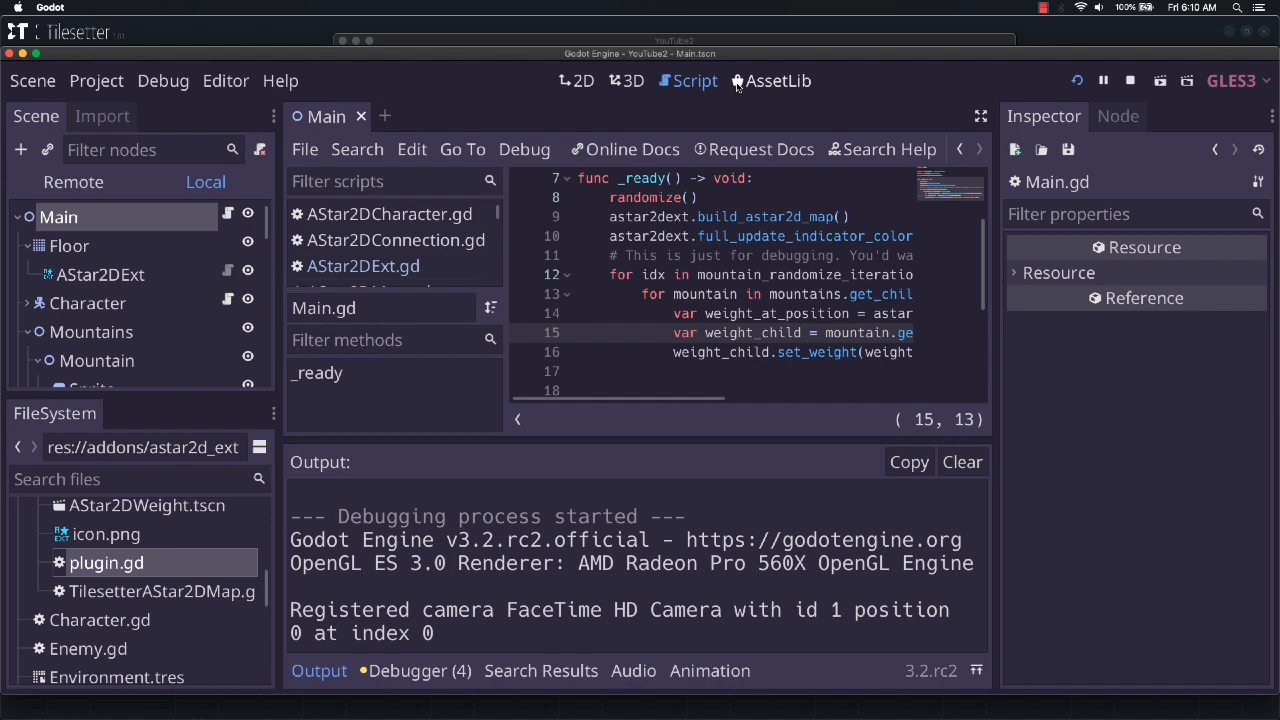 Godot
100%
Fri 6:10 AM
Tilesetter 1.01
YouTube2
Godot Engine - YouTube2 - Main.tscn
Scene Project Debug Editor Help
2D 3D Script AssetLib
GLES3
Scene Import
Filter nodes
Remote Local
Main
Floor
AStar2DExt
Character
Mountains
Mountain
Sprite
FileSystem
res://addons/astar2d_ext
Search files
AStar2DWeight.tscn
icon.png
plugin.gd
TilesetterAStar2DMap.g
Character.gd
Enemy.gd
Environment.tres
Main
File Search Edit Go To Debug Online Docs Request Docs Search Help
Filter scripts
AStar2DCharacter.gd
AStar2DConnection.gd
AStar2DExt.gd
Main.gd
Filter methods
_ready
7 func _ready() -> void:
8 randomize()
9 astar2dext.build_astar2d_map()
10 astar2dext.full_update_indicator_color
11 # This is just for debugging. You'd wa
12 for idx in mountain_randomize_iteratio
13 for mountain in mountains.get_chil
14 var weight_at_position = astar
15 var weight_child = mountain.ge
16 weight_child.set_weight(weight
17
18
( 15, 13)
Output:
Copy Clear
--- Debugging process started ---
Godot Engine v3.2.rc2.official - https://godotengine.org
OpenGL ES 3.0 Renderer: AMD Radeon Pro 560X OpenGL Engine
Registered camera FaceTime HD Camera with id 1 position
0 at index 0
Output Debugger (4) Search Results Audio Animation
3.2.rc2
Inspector Node
Main.gd
Filter properties
Resource
Resource
Reference